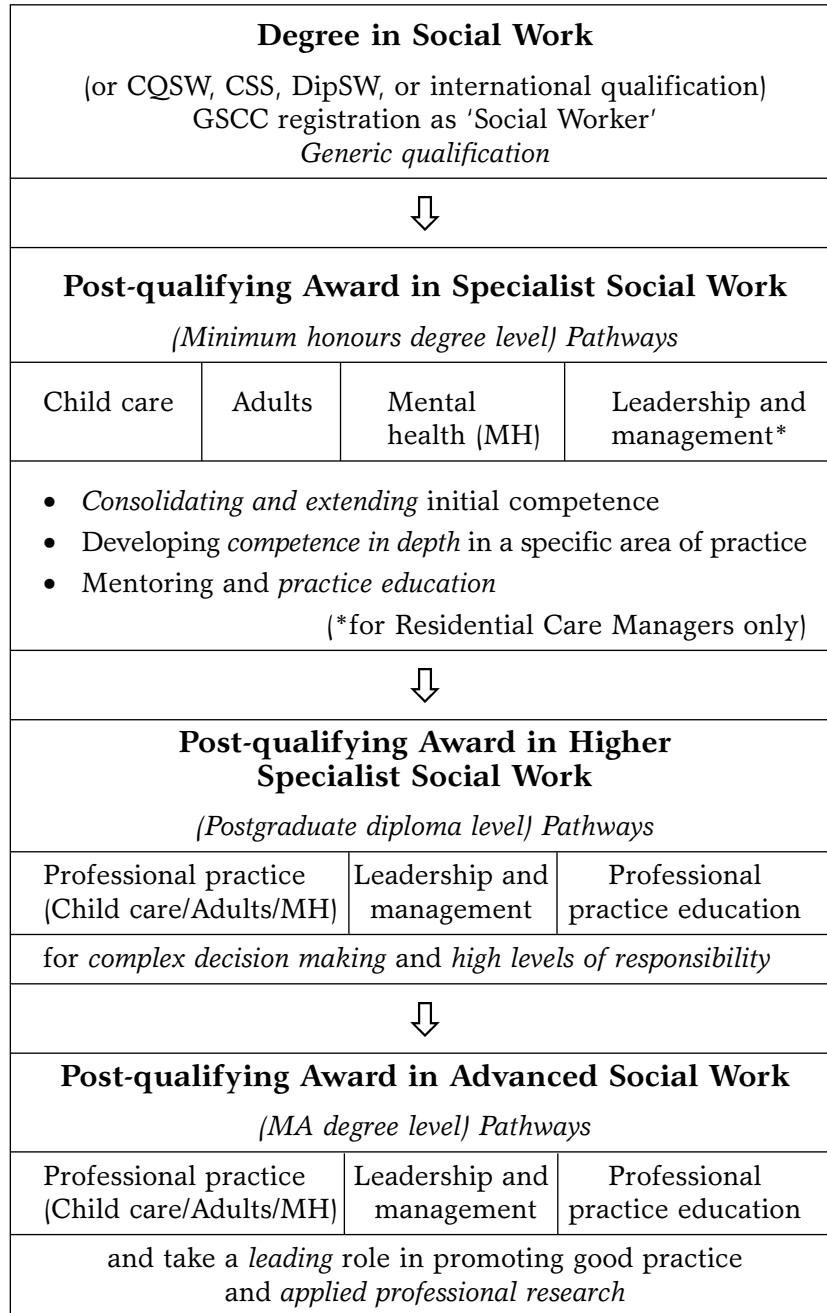 Degree in Social Work
(or CQSW, CSS, DipSW, or international qualification)
GSCC registration as ‘Social Worker’
Generic qualification
Post-qualifying Award in Specialist Social Work
(Minimum honours degree level) Pathways
Child care
Adults
Mental
health (MH)
Leadership and
management*
• Consolidating and extending initial competence
• Developing competence in depth in a specific area of practice
• Mentoring and practice education
(*for Residential Care Managers only)
Post-qualifying Award in Higher
Specialist Social Work
(Postgraduate diploma level) Pathways
Professional practice
(Child care/Adults/MH)
Leadership and
management
Professional
practice education
for complex decision making and high levels of responsibility
Post-qualifying Award in Advanced Social Work
(MA degree level) Pathways
Professional practice
(Child care/Adults/MH)
Leadership and
management
Professional
practice education
and take a leading role in promoting good practice
and applied professional research